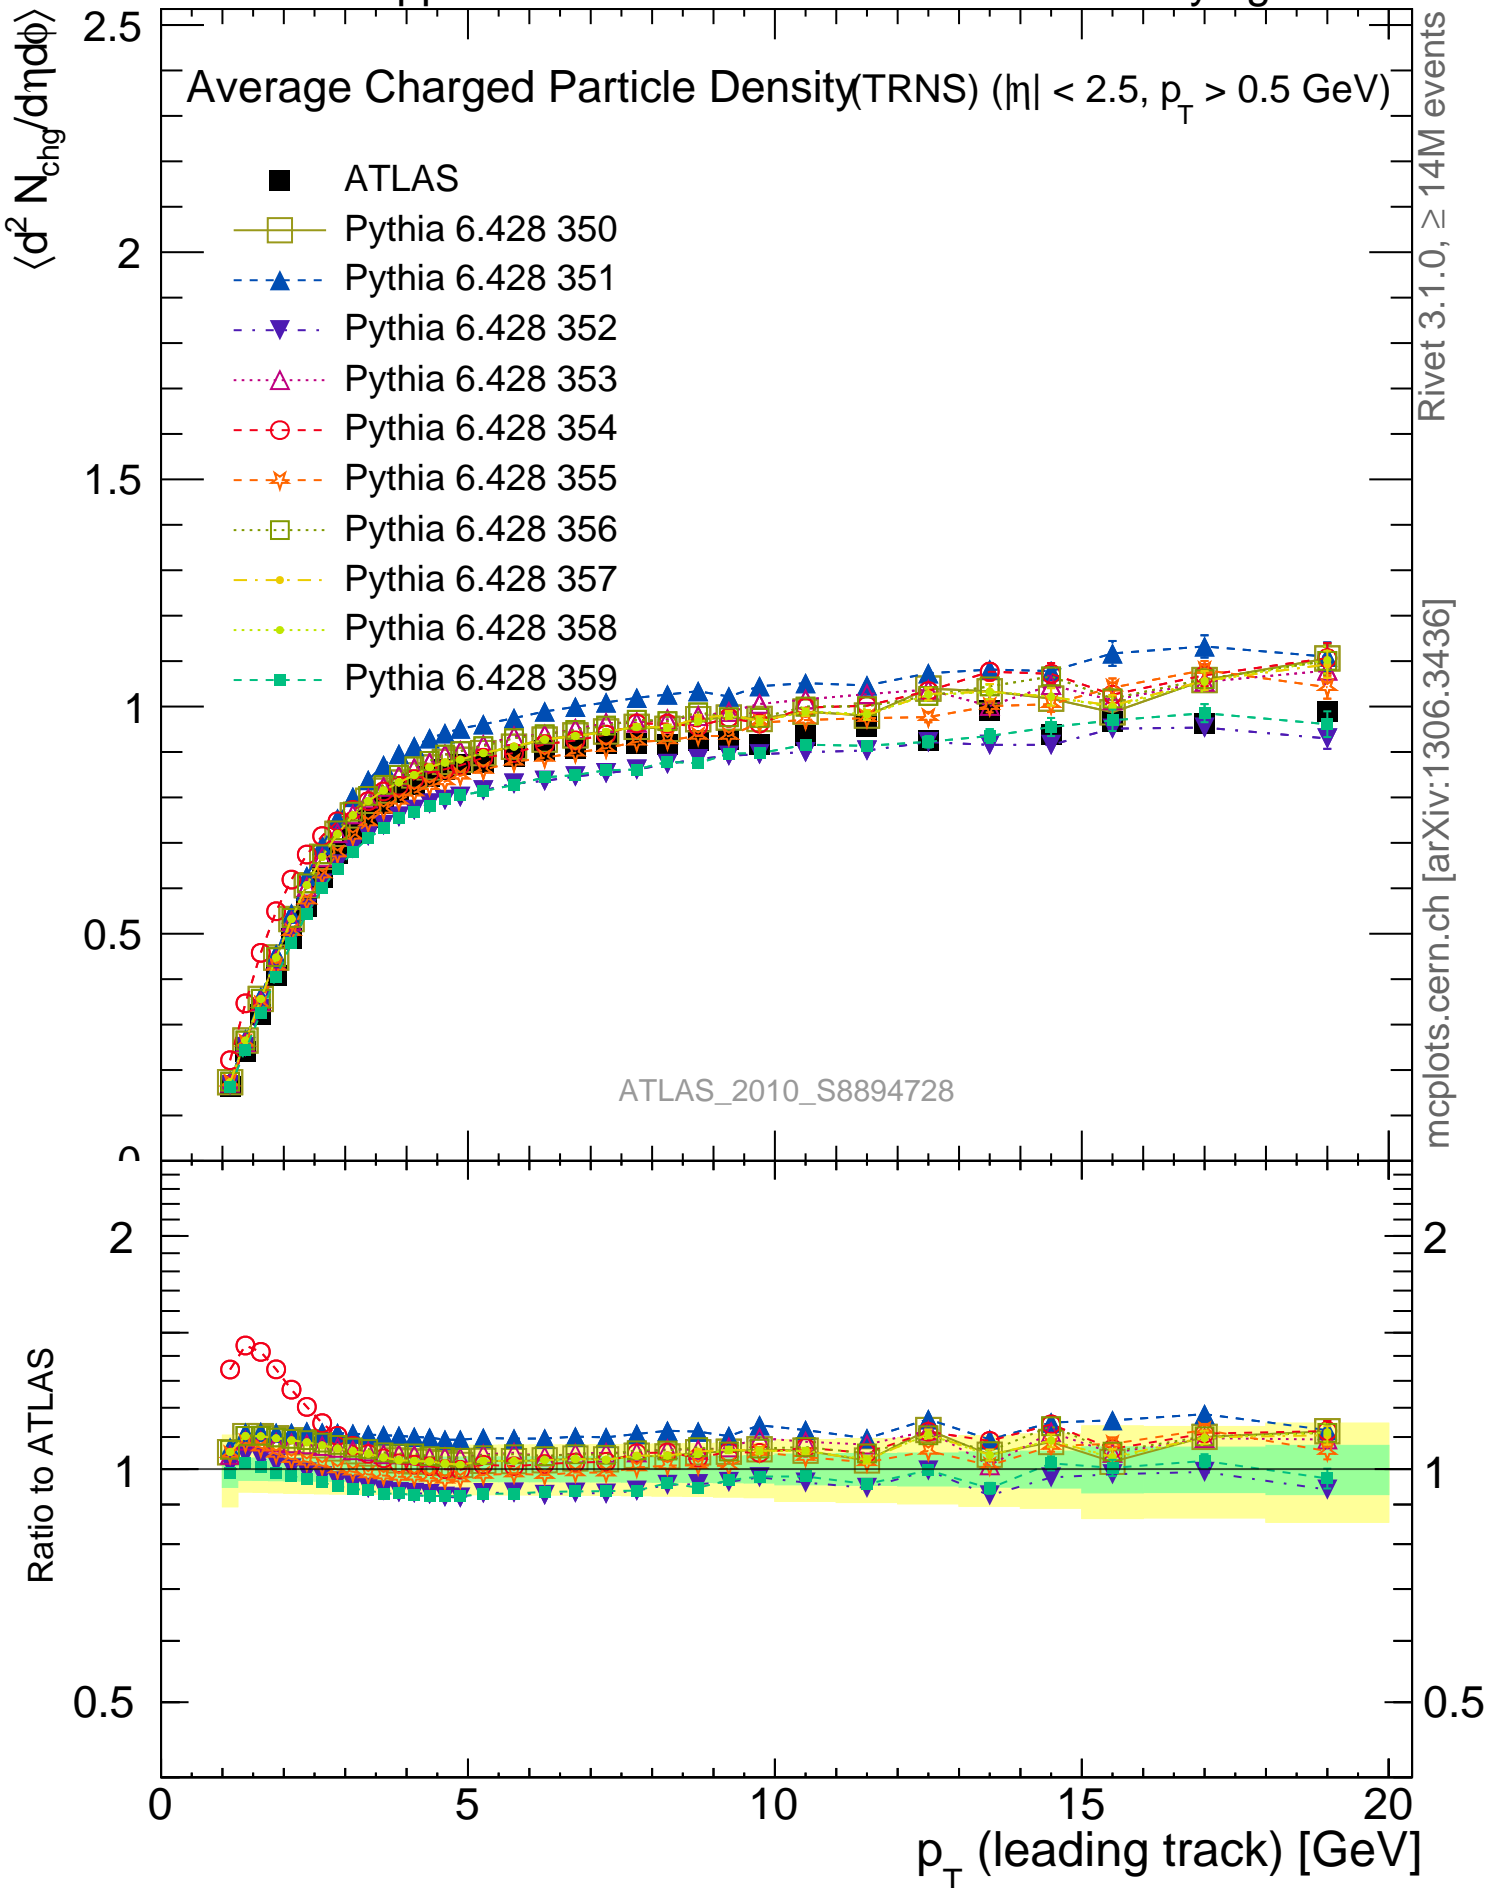 Average Charged Particle Density (TRNS) (|η| < 2.5, p_T > 0.5 GeV)
⟨d² N_chg/dηdϕ⟩
2.5
2
1.5
1
0.5
0
ATLAS
Pythia 6.428 350
Pythia 6.428 351
Pythia 6.428 352
Pythia 6.428 353
Pythia 6.428 354
Pythia 6.428 355
Pythia 6.428 356
Pythia 6.428 357
Pythia 6.428 358
Pythia 6.428 359
ATLAS_2010_S8894728
Rivet 3.1.0, ≥ 14M events
mcplots.cern.ch [arXiv:1306.3436]
Ratio to ATLAS
2
1
0.5
2
1
0.5
0
5
10
15
20
p_T (leading track) [GeV]